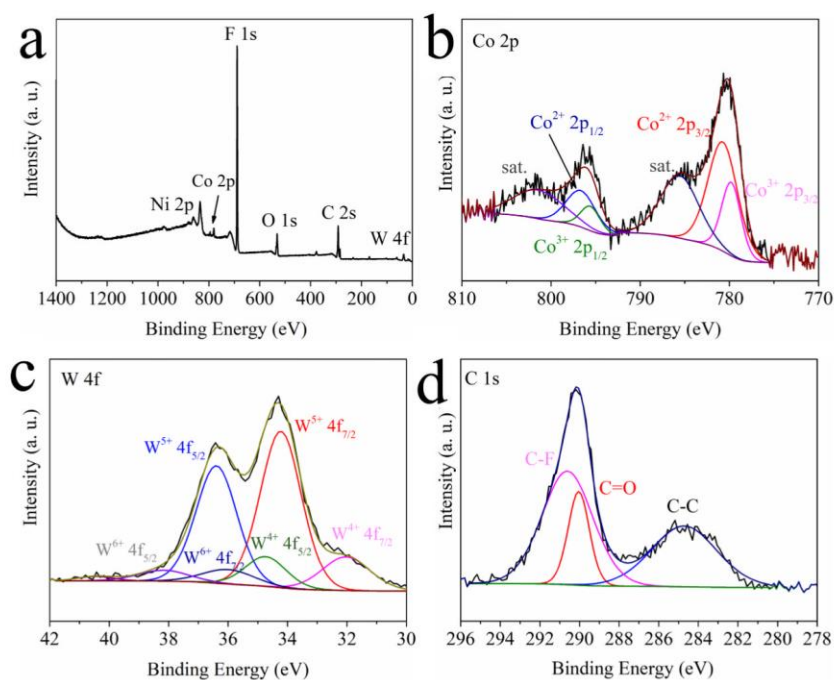 a
F 1s
Ni 2p
Co 2p
O 1s
C 2s
W 4f
Intensity (a. u.)
1400 1200 1000 800 600 400 200 0
Binding Energy (eV)
b
Co 2p
Co²⁺ 2p₁/₂
Co²⁺ 2p₃/₂
sat.
sat.
Co³⁺ 2p₃/₂
Co³⁺ 2p₁/₂
Intensity (a. u.)
810 800 790 780 770
Binding Energy (eV)
c
W 4f
W⁵⁺ 4f₇/₂
W⁵⁺ 4f₅/₂
W⁶⁺ 4f₅/₂
W⁶⁺ 4f₇/₂
W⁴⁺ 4f₅/₂
W⁴⁺ 4f₇/₂
Intensity (a. u.)
42 40 38 36 34 32 30
Binding Energy (eV)
d
C 1s
C-F
C=O
C-C
Intensity (a. u.)
296 294 292 290 288 286 284 282 280 278
Binding Energy (eV)